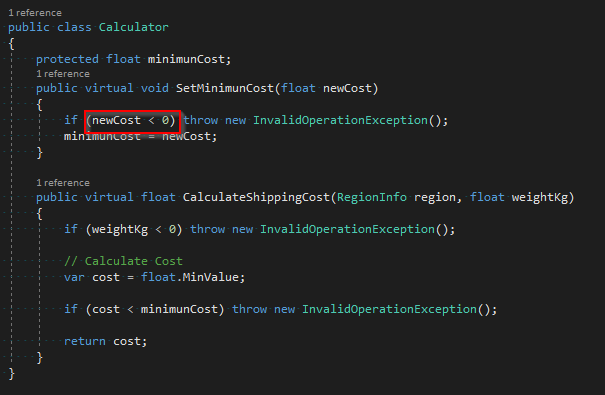 1 reference
public class Calculator
{
protected float minimunCost;
1 reference
public virtual void SetMinimunCost(float newCost)
{
if (newCost < 0) throw new InvalidOperationException();
minimunCost = newCost;
}
1 reference
public virtual float CalculateShippingCost(RegionInfo region, float weightKg)
{
if (weightKg < 0) throw new InvalidOperationException();
// Calculate Cost
var cost = float.MinValue;
if (cost < minimunCost) throw new InvalidOperationException();
return cost;
}
}